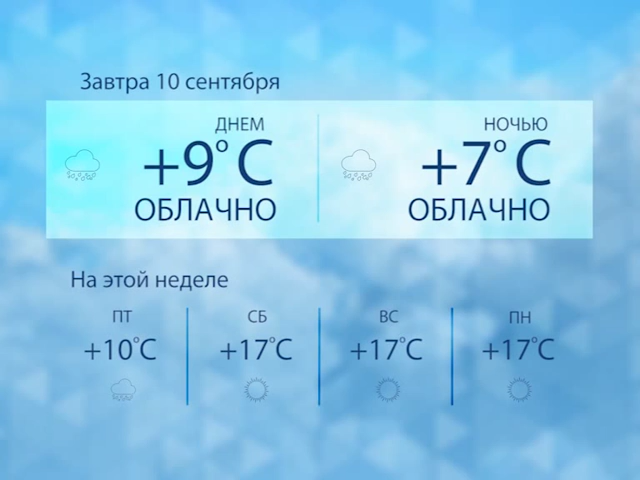 Завтра 10 сентября
ДНЕМ НОЧЬЮ
+9°C +7°C
ОБЛАЧНО ОБЛАЧНО
На этой неделе
ПТ СБ ВС ПН
+10°C +17°C +17°C +17°C